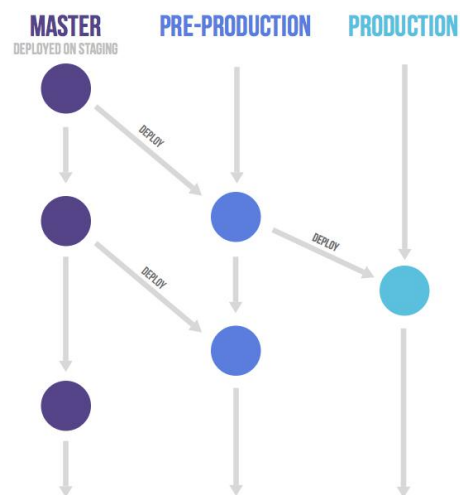 MASTER
DEPLOYED ON STAGING
PRE-PRODUCTION
PRODUCTION
DEPLOY
DEPLOY
DEPLOY